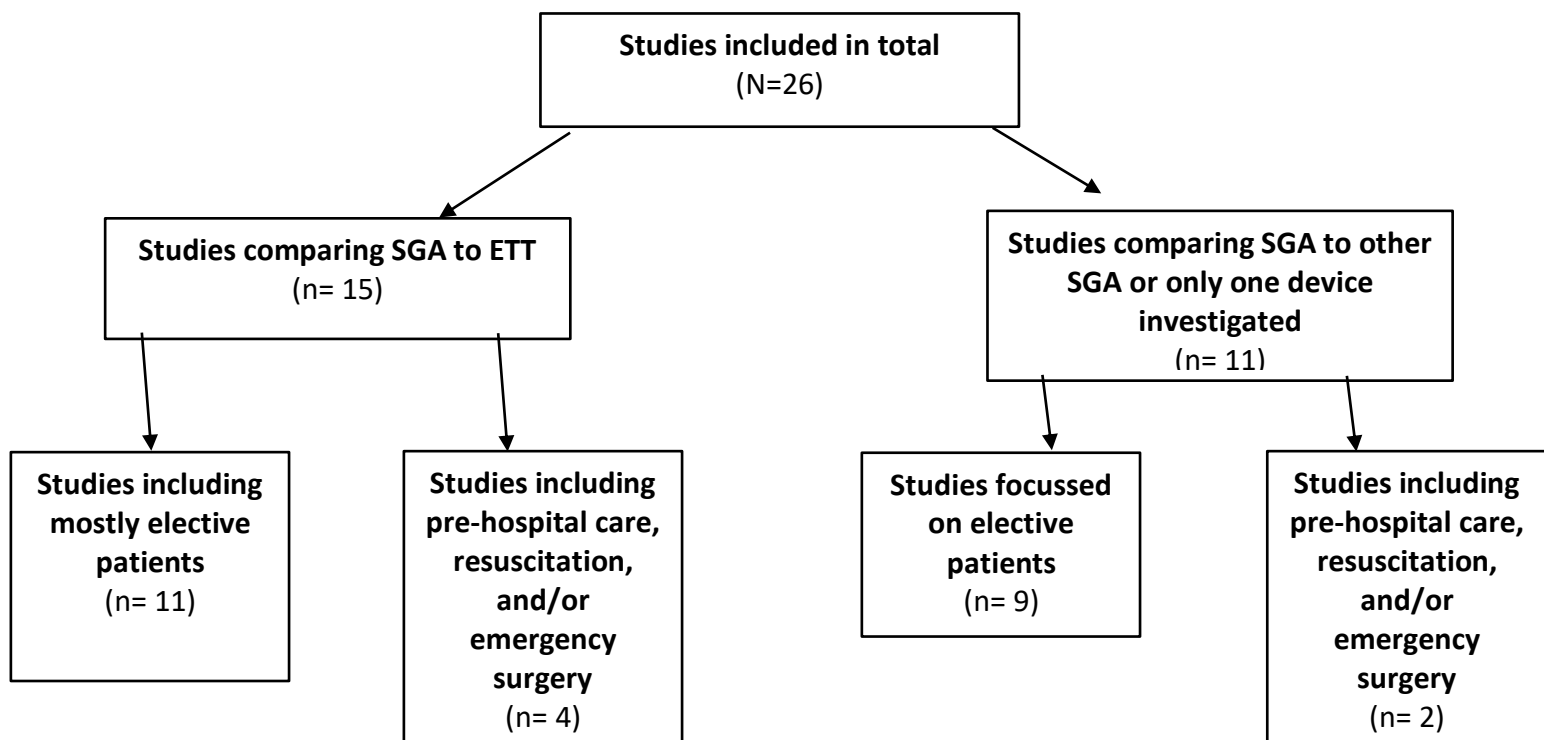 Studies included in total
(N=26)
Studies comparing SGA to ETT
(n= 15)
Studies comparing SGA to other
SGA or only one device
investigated
(n= 11)
Studies including
mostly elective
patients
(n= 11)
Studies including
pre-hospital care,
resuscitation,
and/or
emergency
surgery
(n= 4)
Studies focussed
on elective
patients
(n= 9)
Studies including
pre-hospital care,
resuscitation,
and/or
emergency
surgery
(n= 2)